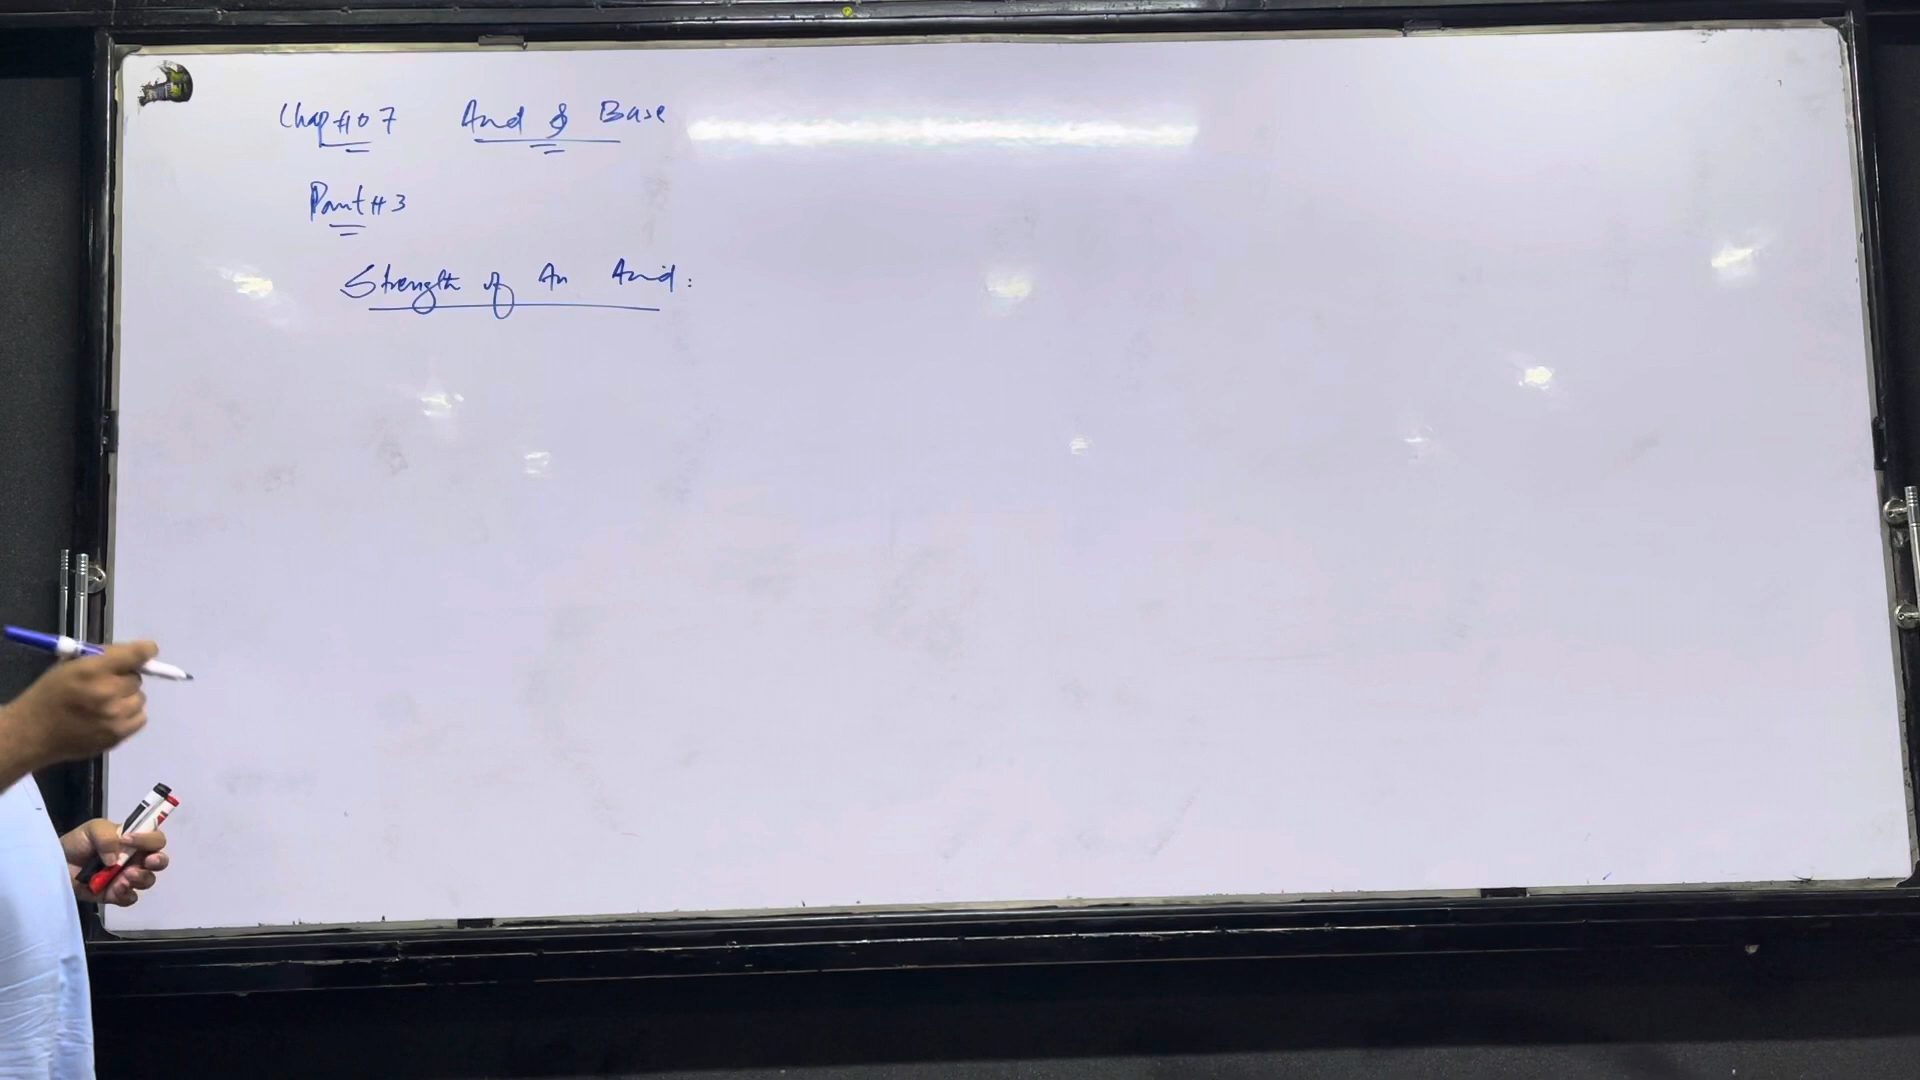 Chap # 07 Acid & Base
Part # 3
Strength of An Acid: